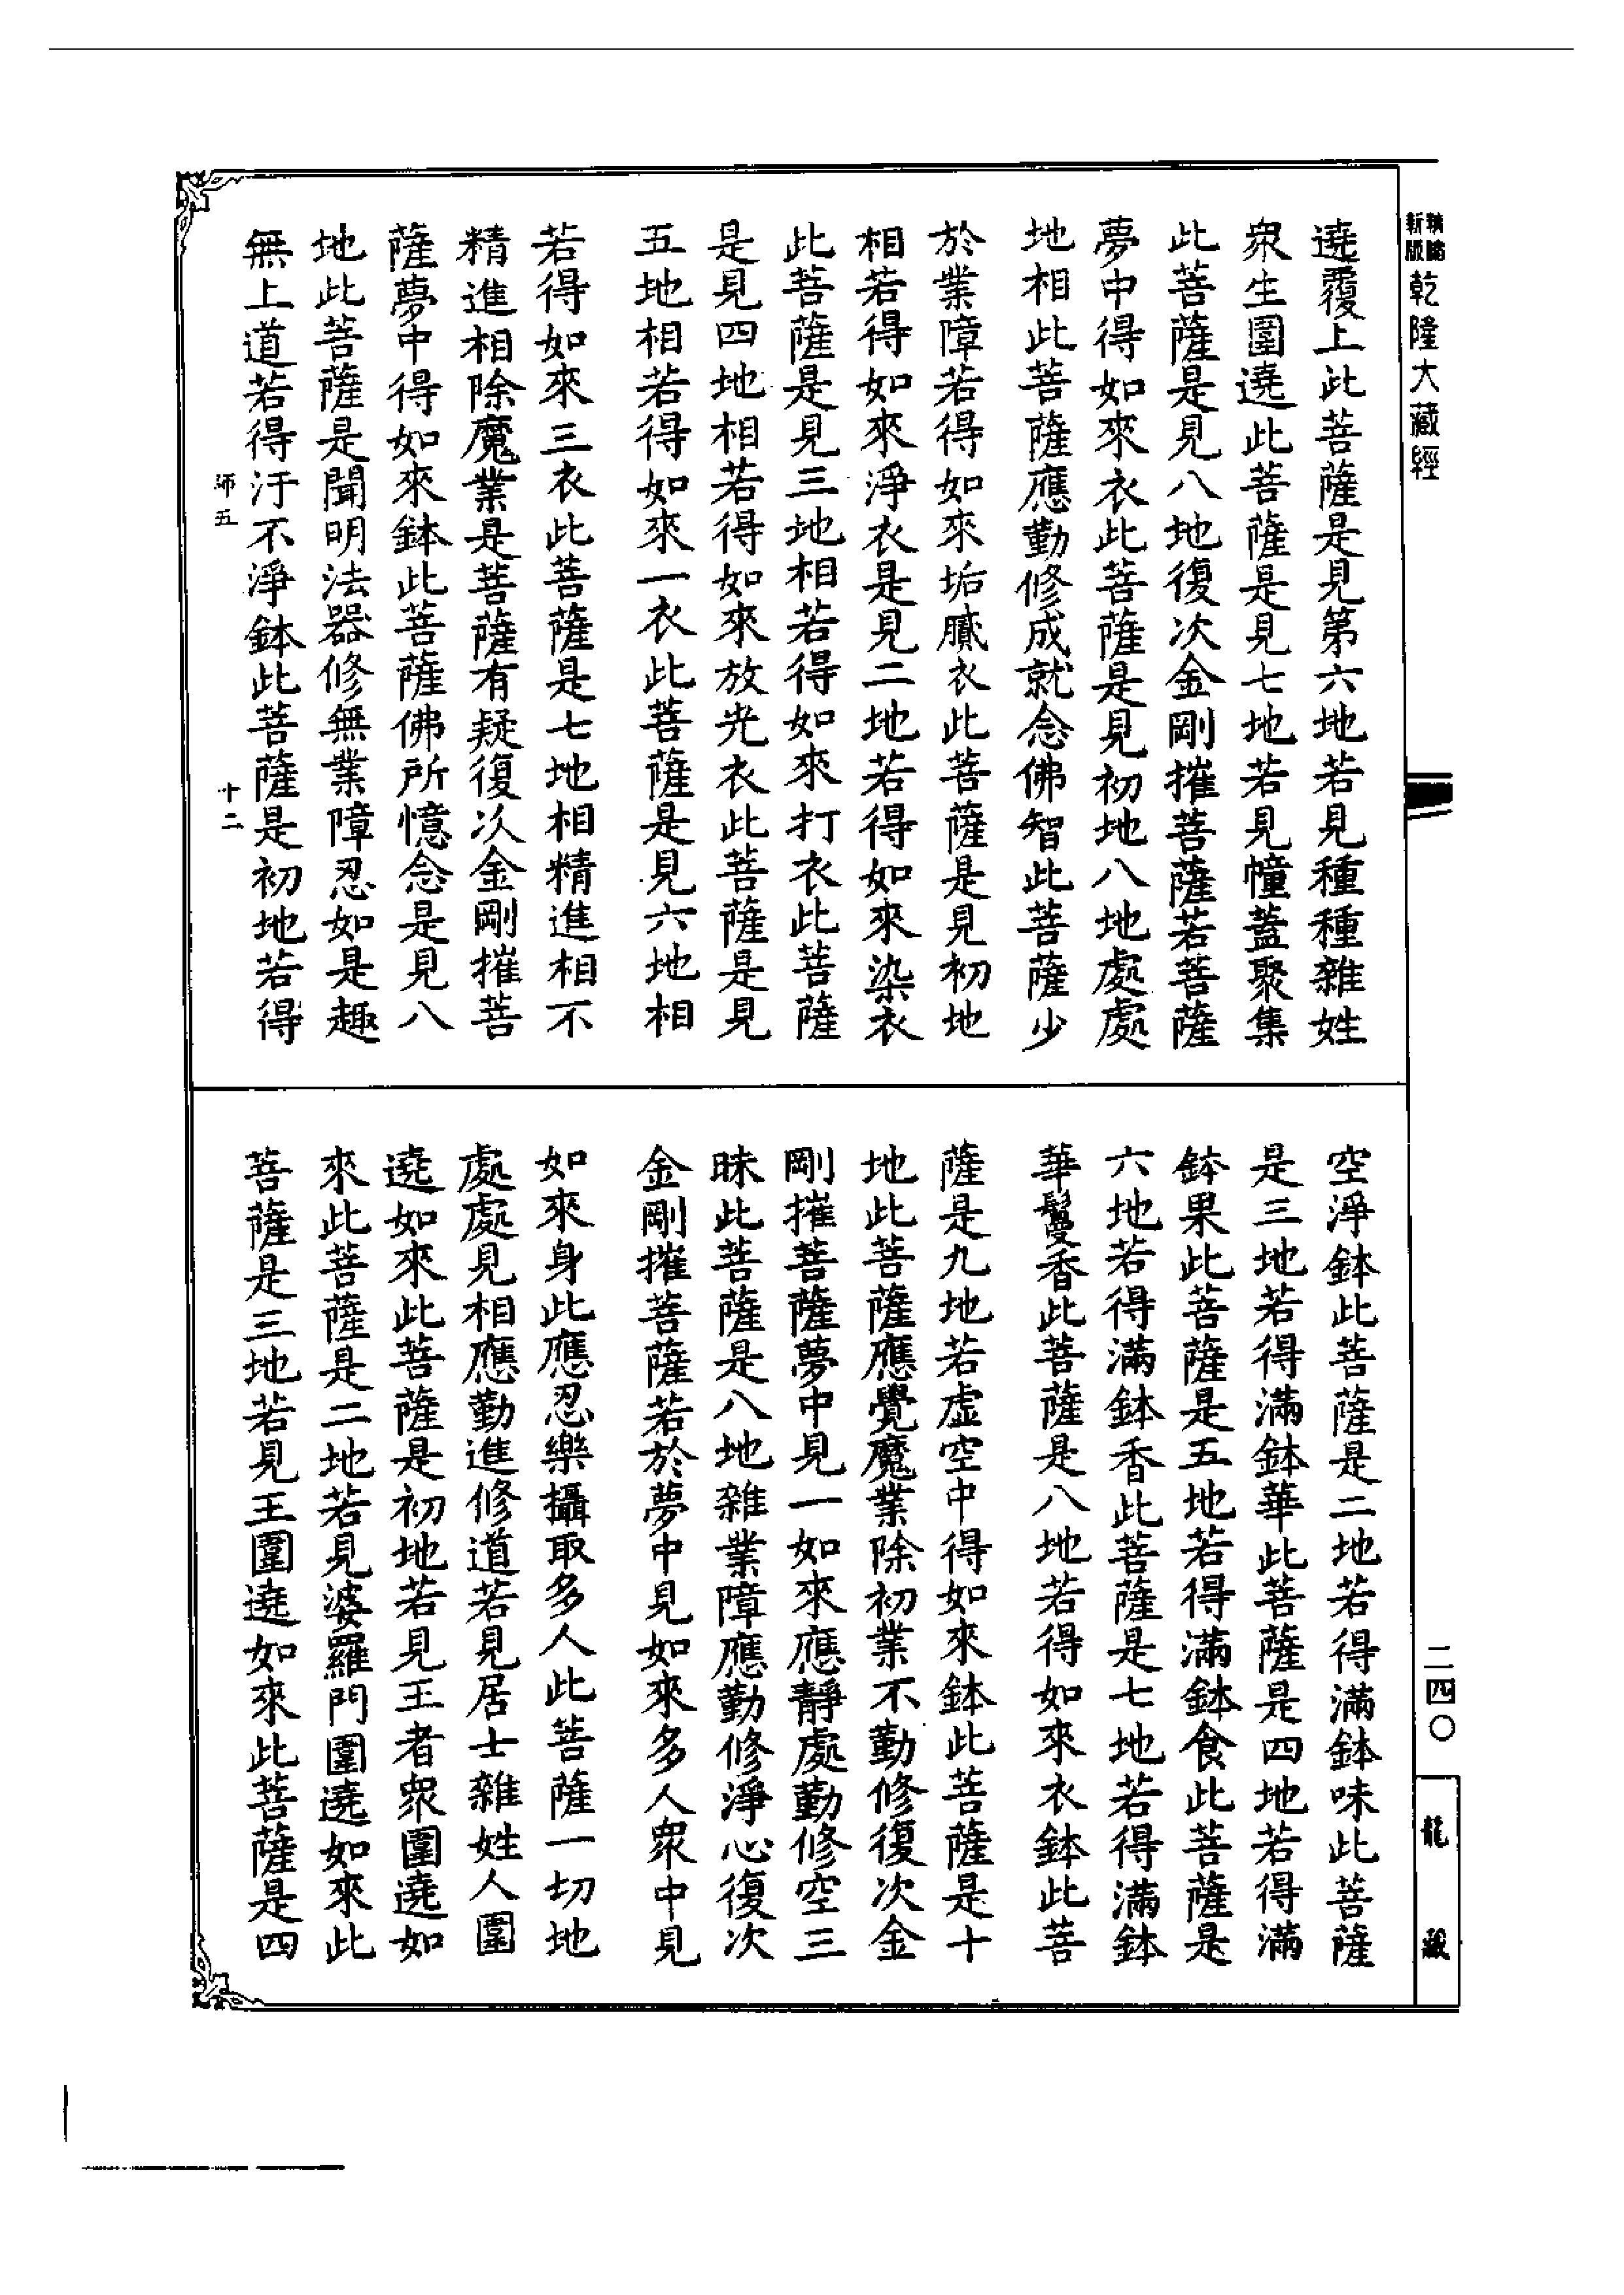 新版
乾隆大藏經
遶覆上此菩薩是見第六地若見種種雜姓
衆生圍遶此菩薩是見七地若見幢蓋聚集
此菩薩是見八地復次金剛摧菩薩若菩薩
夢中得如來衣此菩薩是見初地八地處處
地相此菩薩應勤修成就念佛智此菩薩少
於業障若得如來垢膩衣此菩薩是見初地
相若得如來淨衣是見二地若得如來染衣
此菩薩是見三地相若得如來打衣此菩薩
是見四地相若得如來放光衣此菩薩是見
五地相若得如來一衣此菩薩是見六地相
若得如來三衣此菩薩是七地相精進相不
精進相除魔業是菩薩有疑復次金剛摧菩
薩夢中得如來鉢此菩薩佛所憶念是見八
地此菩薩是聞明法器修無業障忍如是趣
無上道若得汙不淨鉢此菩薩是初地若得
師五
十二
空淨鉢此菩薩是二地若得滿鉢味此菩薩
是三地若得滿鉢華此菩薩是四地若得滿
鉢果此菩薩是五地若得滿鉢食此菩薩是
六地若得滿鉢香此菩薩是七地若得滿鉢
華鬘香此菩薩是八地若得如來衣鉢此菩
薩是九地若虛空中得如來鉢此菩薩是十
地此菩薩應覺魔業除初業不勤修復次金
剛摧菩薩夢中見一如來應靜處勤修空三
昧此菩薩是八地雜業障應勤修淨心復次
金剛摧菩薩若於夢中見如來多人衆中見
如來身此應忍樂攝取多人此菩薩一切地
處處見相應勤進修道若見居士雜姓人圍
遶如來此菩薩是初地若見王者衆圍遶如
來此菩薩是二地若見婆羅門圍遶如來此
菩薩是三地若見王圍遶如來此菩薩是四
二四〇
龍藏